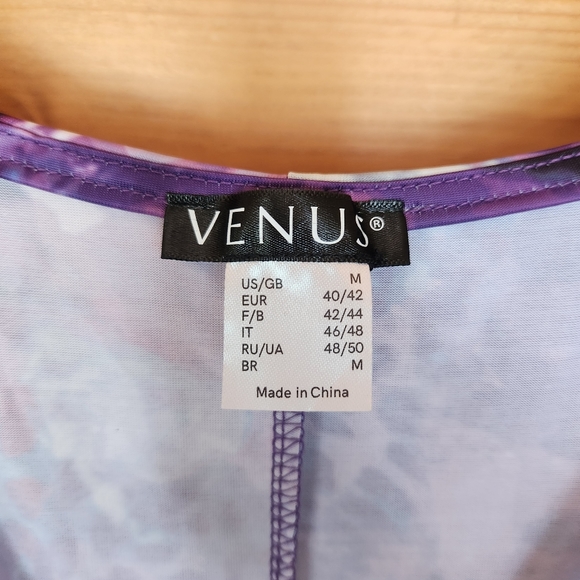 VENUS®
US/GB M
EUR 40/42
F/B 42/44
IT 46/48
RU/UA 48/50
BR M
Made in China